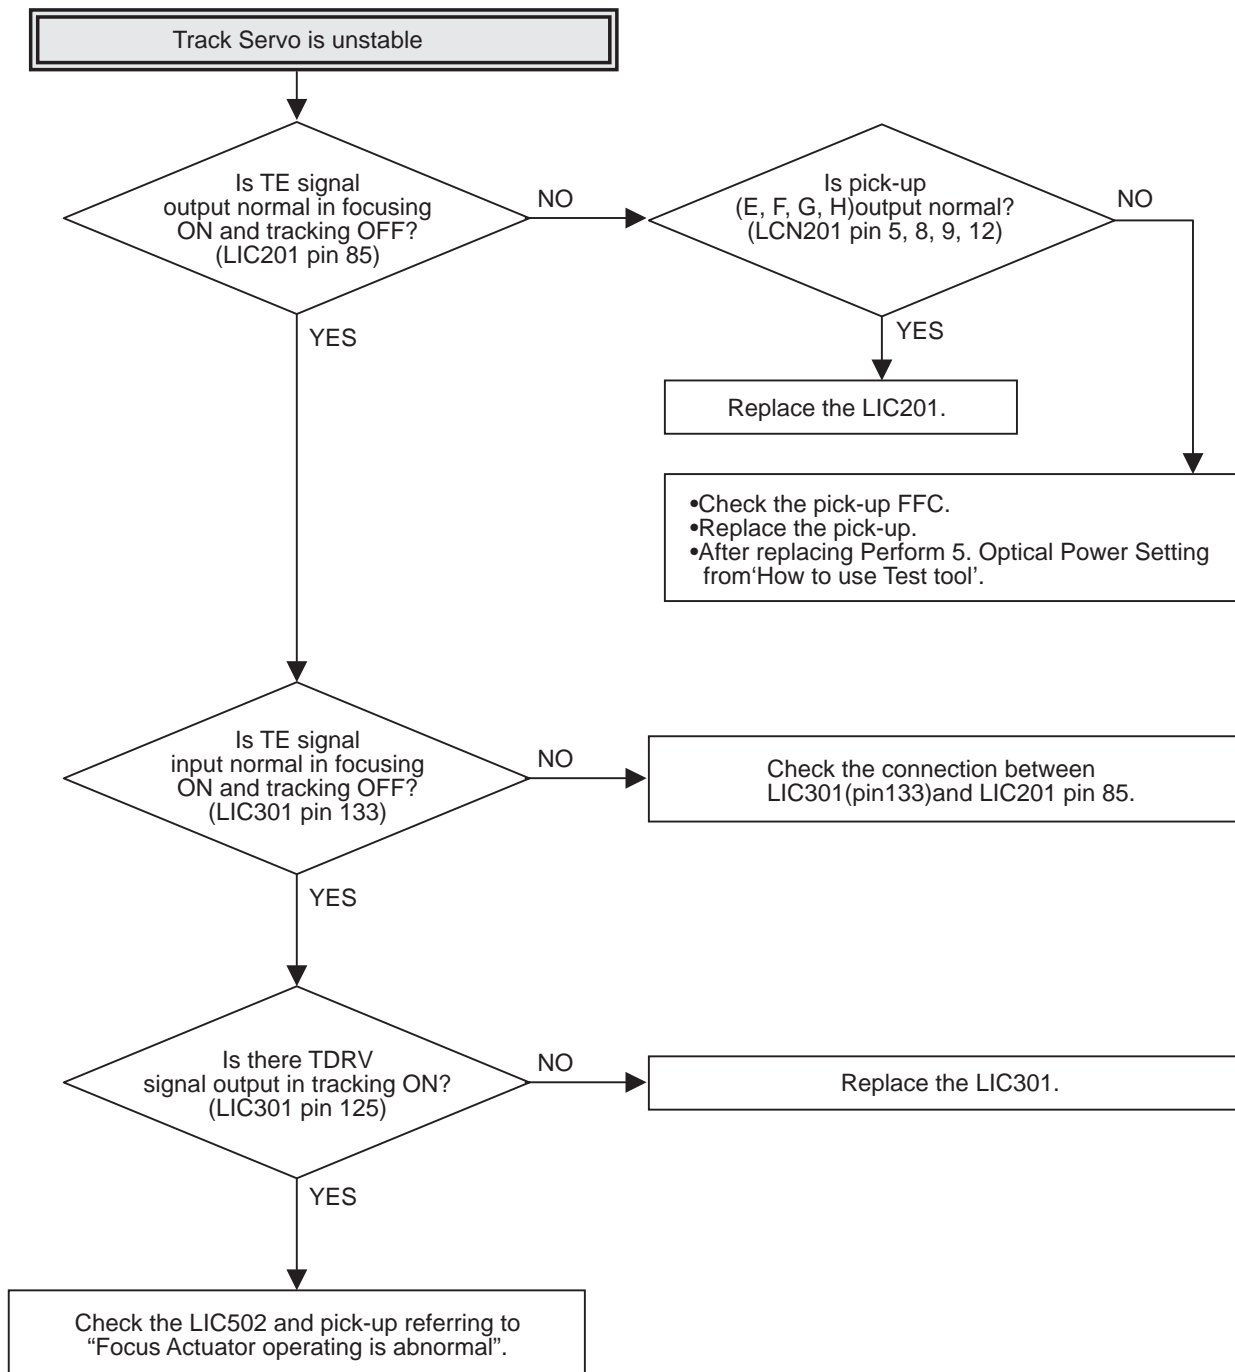 Track Servo is unstable
Is TE signal
output normal in focusing
ON and tracking OFF?
(LIC201 pin 85)
NO
YES
Is pick-up
(E, F, G, H)output normal?
(LCN201 pin 5, 8, 9, 12)
NO
YES
Replace the LIC201.
•Check the pick-up FFC.
•Replace the pick-up.
•After replacing Perform 5. Optical Power Setting
from‘How to use Test tool’.
Is TE signal
input normal in focusing
ON and tracking OFF?
(LIC301 pin 133)
NO
YES
Check the connection between
LIC301(pin133)and LIC201 pin 85.
Is there TDRV
signal output in tracking ON?
(LIC301 pin 125)
NO
YES
Replace the LIC301.
Check the LIC502 and pick-up referring to
“Focus Actuator operating is abnormal”.